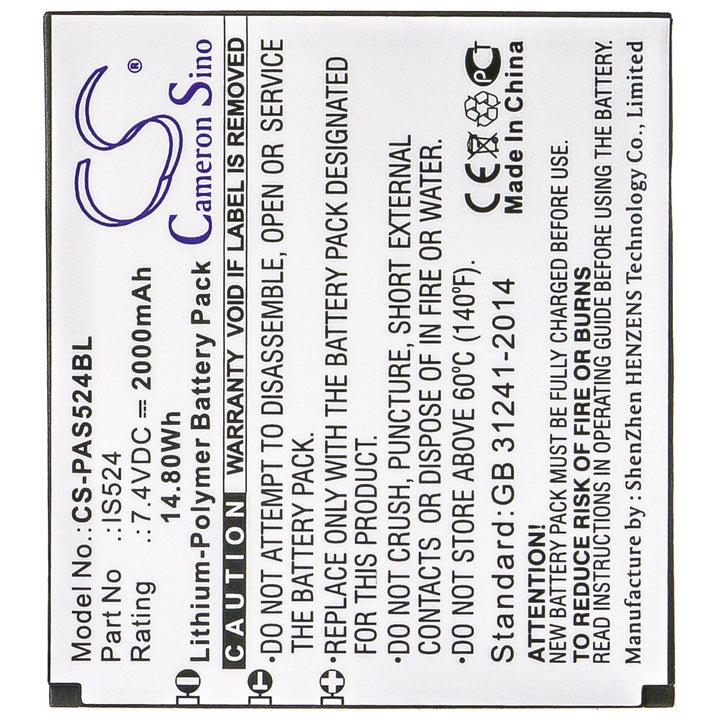 CS ®
Cameron Sino
Model No.:CS-PAS524BL
Part No .:IS524
Rating .:7.4VDC⎓2000mAh
14.80Wh
Lithium-Polymer Battery Pack
CAUTION WARRANTY VOID IF LABEL IS REMOVED
•DO NOT ATTEMPT TO DISASSEMBLE, OPEN OR SERVICE
THIS BATTERY PACK.
•REPLACE ONLY WITH THE BATTERY PACK DESIGNATED
FOR THIS PRODUCT.
•DO NOT CRUSH, PUNCTURE, SHORT EXTERNAL
CONTACTS OR DISPOSE OF IN FIRE OR WATER.
•DO NOT STORE ABOVE 60℃ (140°F).
Standard:GB 31241-2014
CE PCT
Made In China
ATTENTION:
NEW BATTERY PACK MUST BE FULLY CHARGED BEFORE USE.
TO REDUCE RISK OF FIRE OR BURNS
READ INSTRUCTIONS IN OPERATING GUIDE BEFORE USING THE BATTERY.
Manufacture by : ShenZhen HENZENS Technology Co., Limited